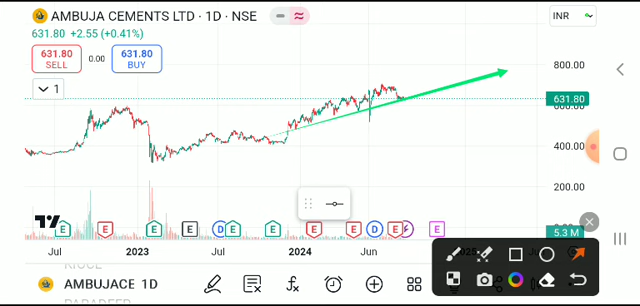 AMBUJA CEMENTS LTD · 1D · NSE
INR
631.80 +2.55 (+0.41%)
631.80
SELL
0.00
631.80
BUY
1
800.00
631.80
400.00
200.00
5.3 M
E E E E D E E E E D E E
Jul 2023 Jul 2024 Jun
AMBUJACE 1D